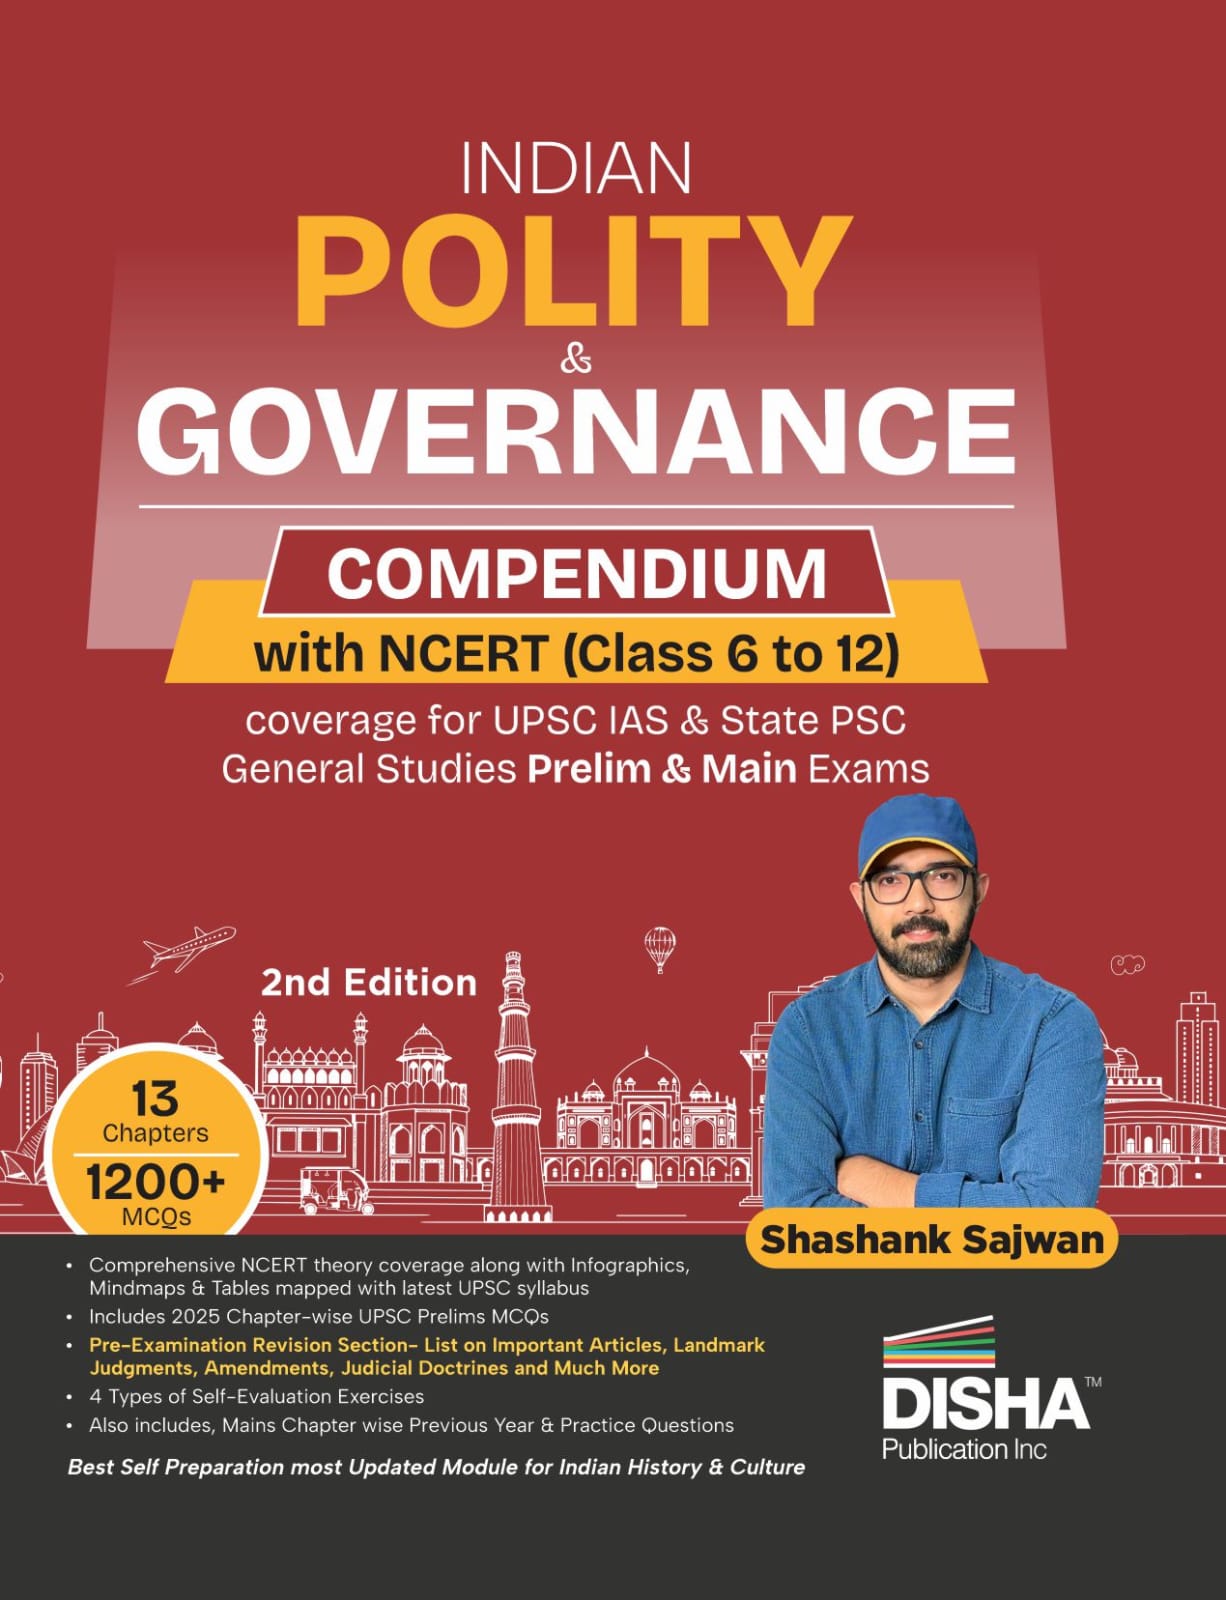 INDIAN
POLITY
&
GOVERNANCE
COMPENDIUM
with NCERT (Class 6 to 12)
coverage for UPSC IAS & State PSC
General Studies Prelim & Main Exams
2nd Edition
13
Chapters
1200+
MCQs
Shashank Sajwan
• Comprehensive NCERT theory coverage along with Infographics,
Mindmaps & Tables mapped with latest UPSC syllabus
• Includes 2025 Chapter-wise UPSC Prelims MCQs
• Pre-Examination Revision Section- List on Important Articles, Landmark
Judgments, Amendments, Judicial Doctrines and Much More
• 4 Types of Self-Evaluation Exercises
• Also includes, Mains Chapter wise Previous Year & Practice Questions
Best Self Preparation most Updated Module for Indian History & Culture
DISHA™
Publication Inc